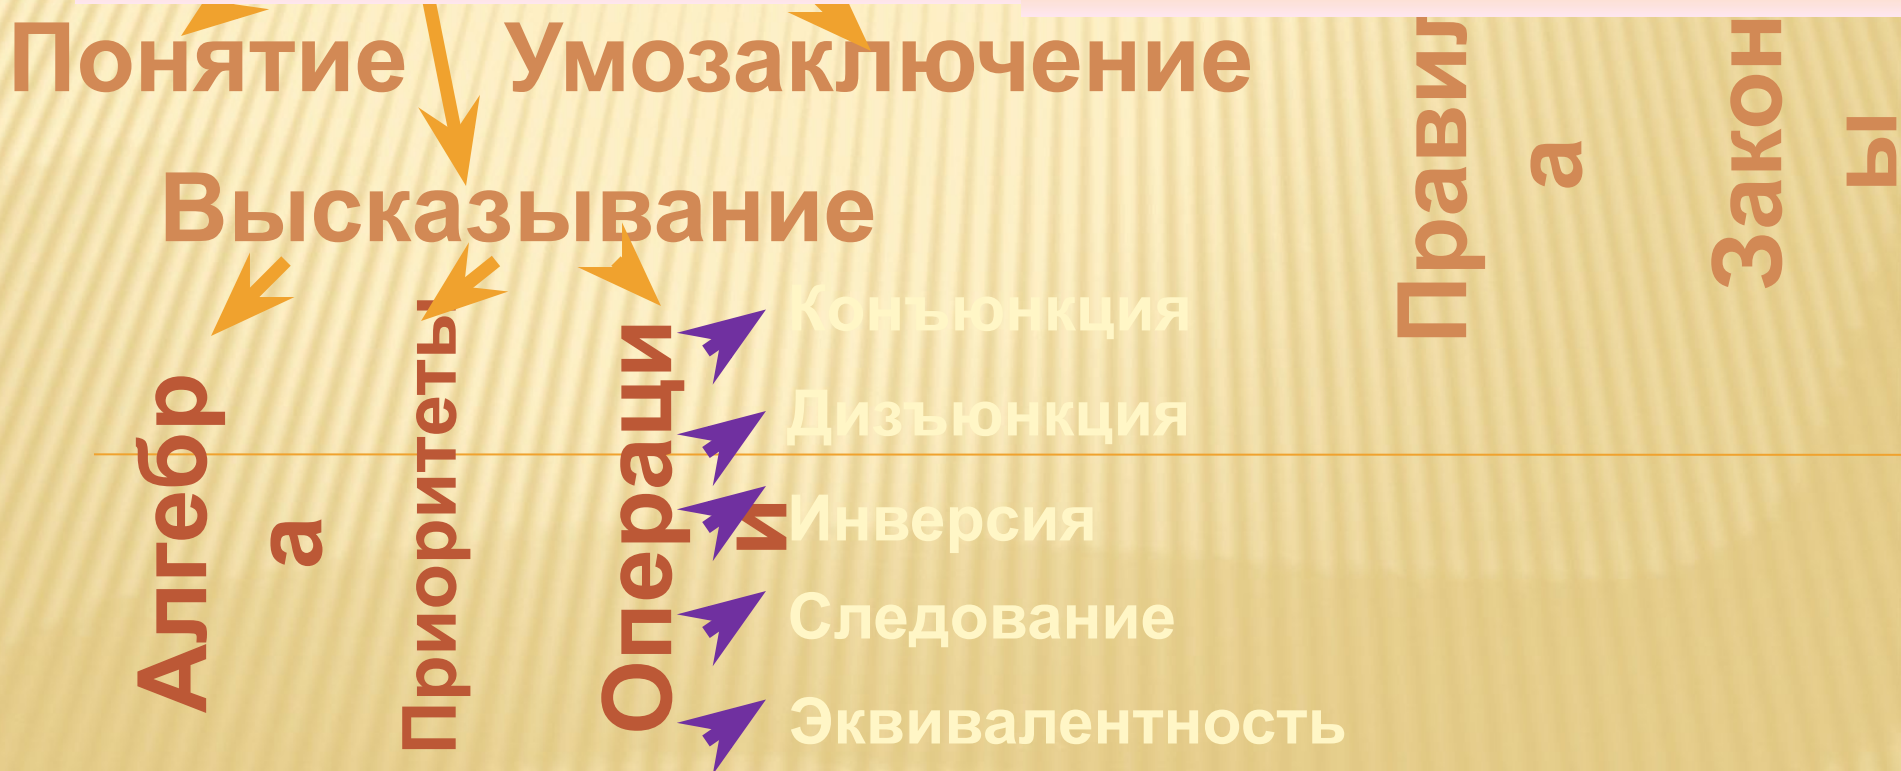 Понятие
Умозаключение
Правил
а
Закон
ы
Высказывание
Алгебр
а
Приоритеты
Операци
и
Конъюнкция
Дизъюнкция
Инверсия
Следование
Эквивалентность